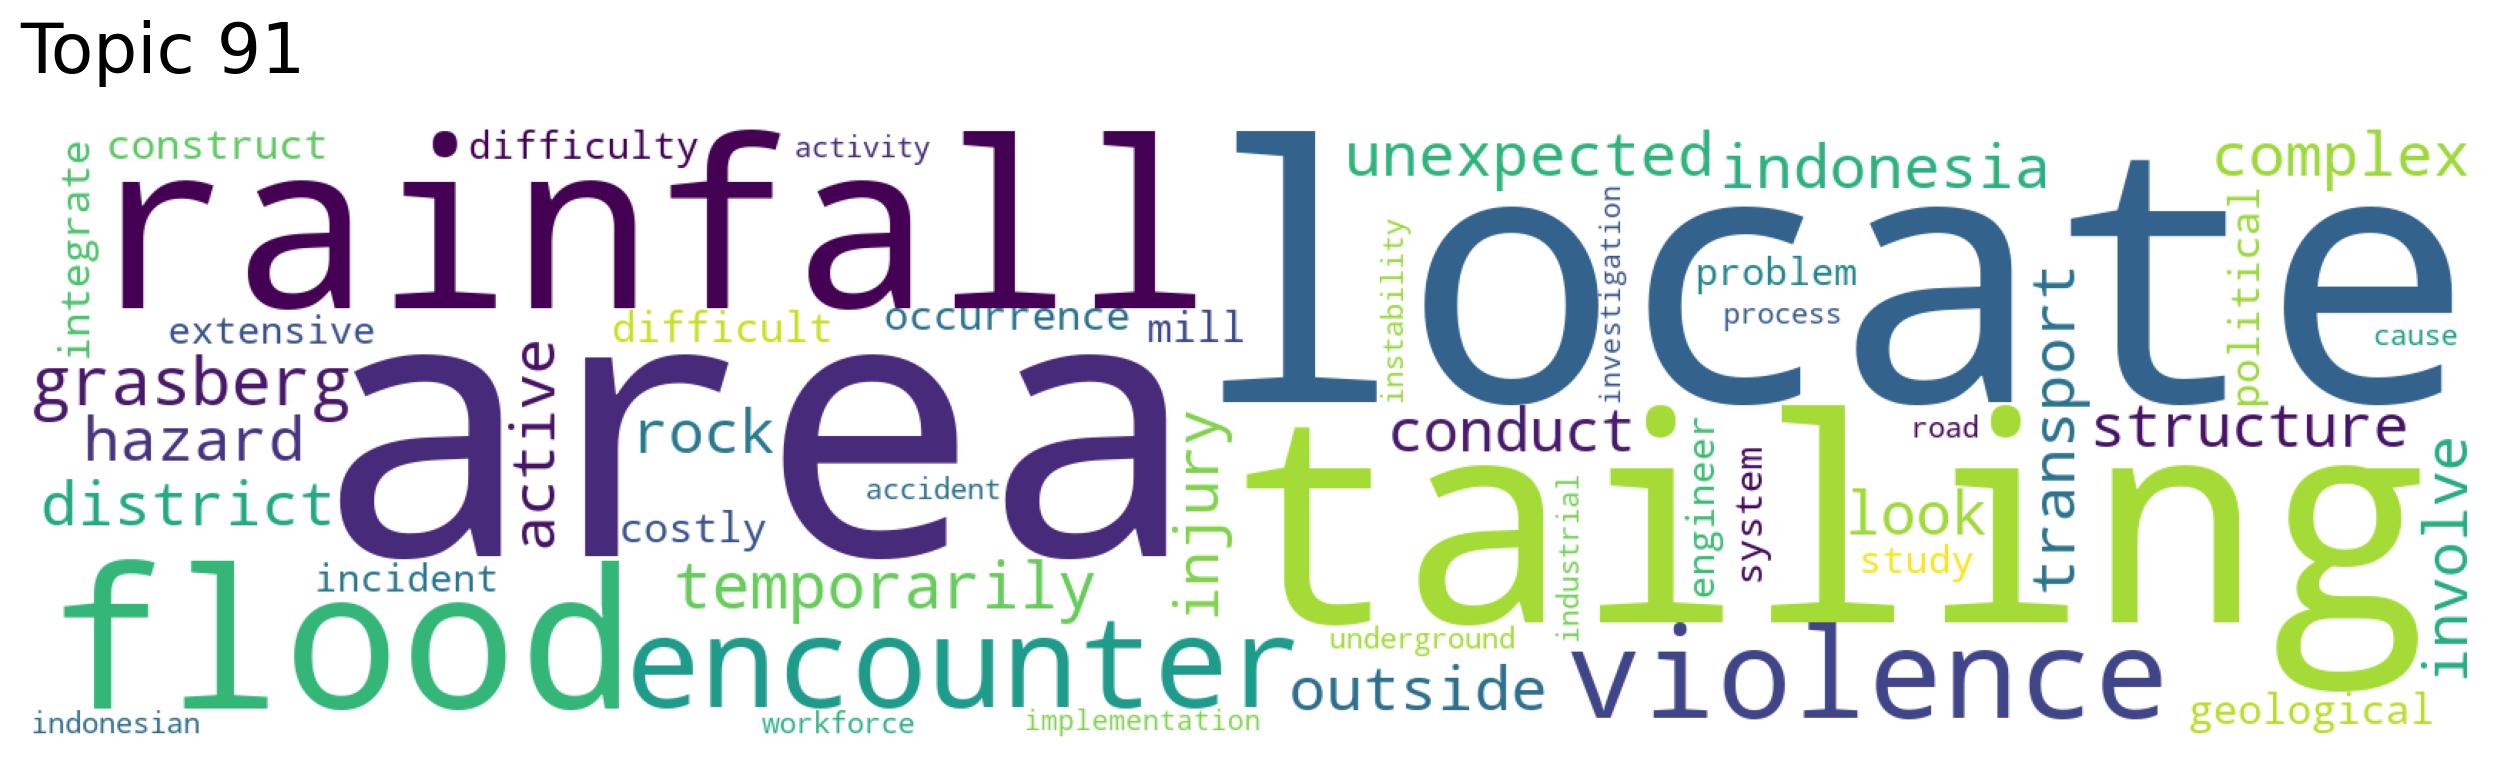 Topic 91
construct
difficulty
activity
unexpected
indonesia
complex
integrate
rainfall
locate
instability
investigation
problem
process
political
cause
extensive
difficult
occurrence
mill
transport
grasberg
area
active
rock
hazard
conduct
road
structure
injury
tailing
district
accident
costly
industrial
engineer
system
look
study
involve
flood
incident
temporarily
encounter
underground
outside
violence
geological
indonesian
workforce
implementation